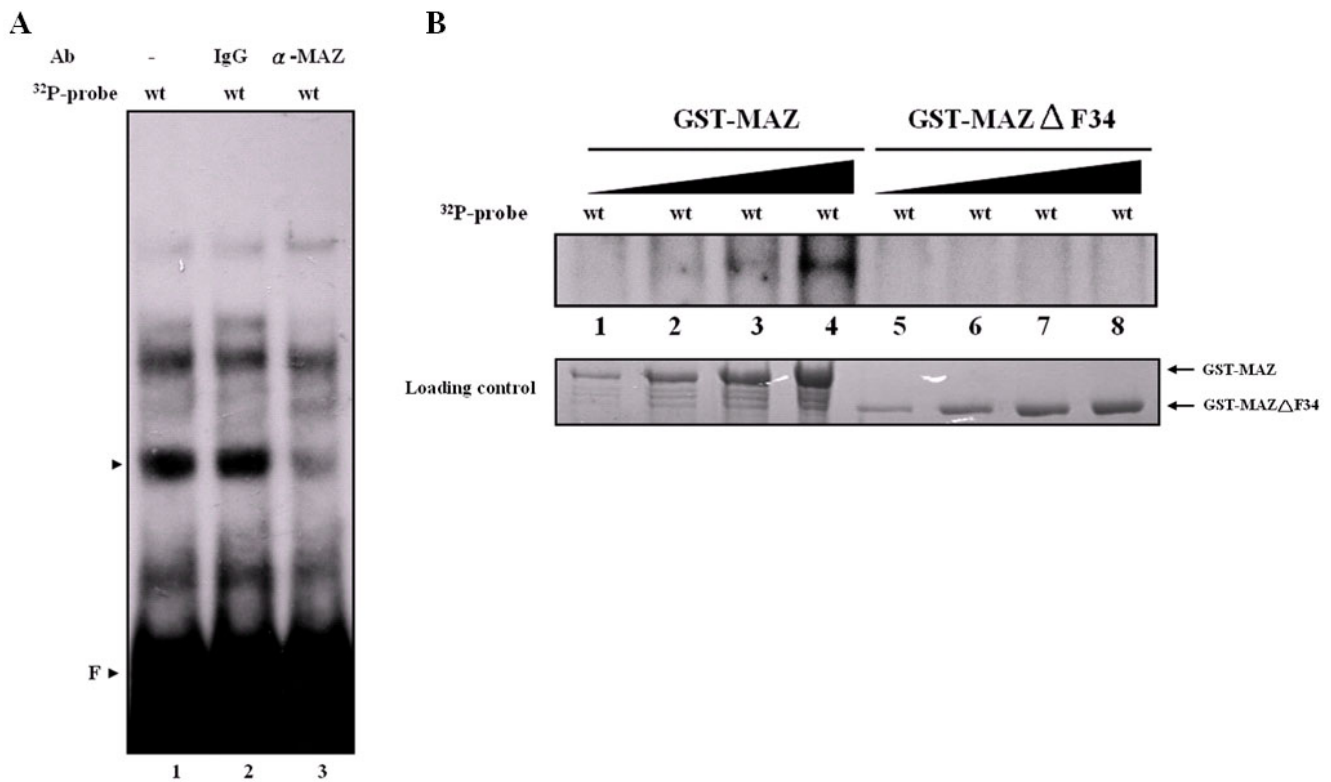 A
Ab - IgG α-MAZ
³²P-probe wt wt wt
F
1 2 3
B
GST-MAZ GST-MAZ△F34
³²P-probe wt wt wt wt wt wt wt wt
1 2 3 4 5 6 7 8
Loading control
GST-MAZ
GST-MAZ△F34